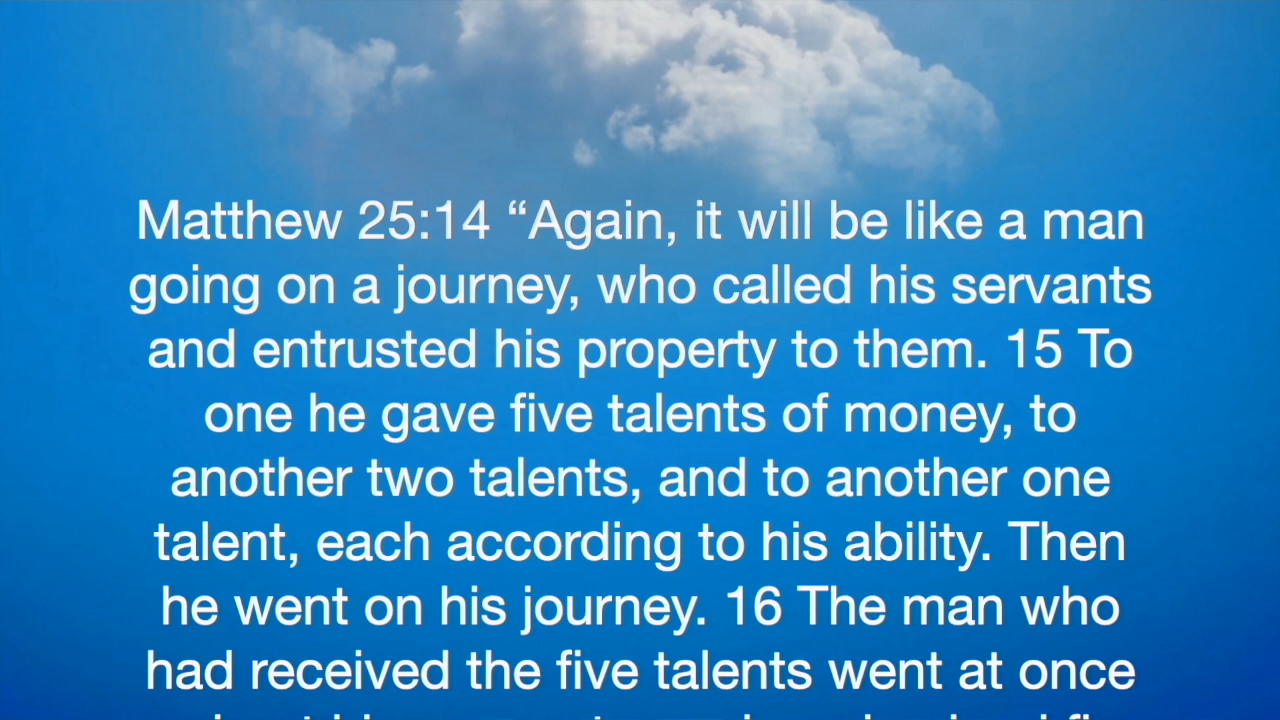 Matthew 25:14 “Again, it will be like a man
going on a journey, who called his servants
and entrusted his property to them. 15 To
one he gave five talents of money, to
another two talents, and to another one
talent, each according to his ability. Then
he went on his journey. 16 The man who
had received the five talents went at once